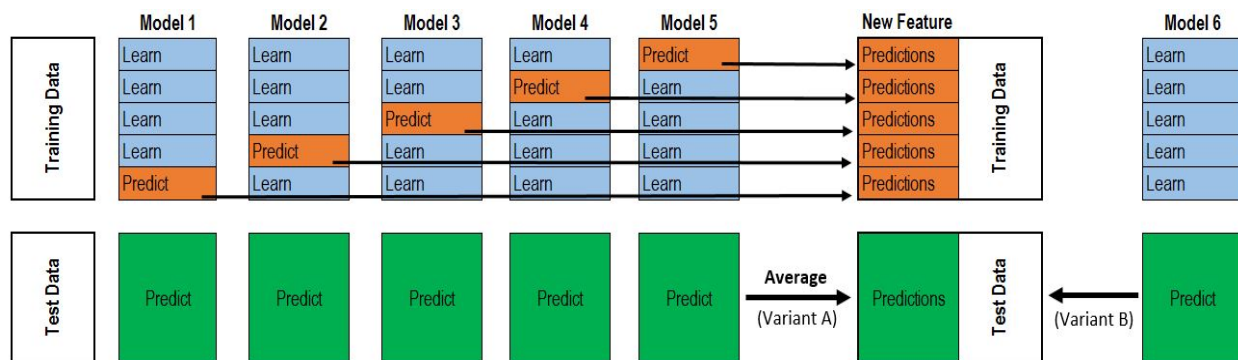 Model 1 Model 2 Model 3 Model 4 Model 5 New Feature Model 6
Training Data
Learn Learn Learn Learn Predict Predictions Learn
Learn Learn Learn Predict Learn Predictions Learn
Learn Learn Predict Learn Learn Predictions Learn
Learn Predict Learn Learn Learn Predictions Learn
Predict Learn Learn Learn Learn Predictions Learn
Training Data
Test Data
Predict Predict Predict Predict Predict
Average
(Variant A)
Predictions
Test Data
(Variant B)
Predict